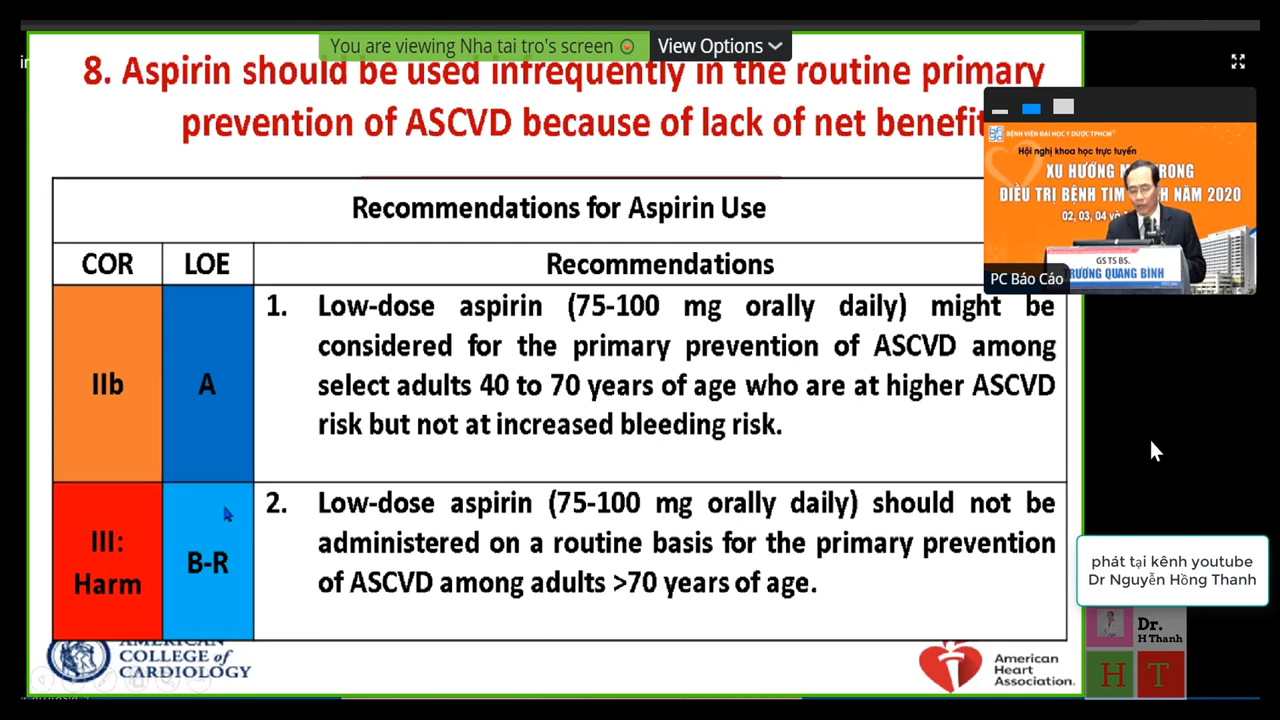 You are viewing Nha tai tro's screen
View Options
8. Aspirin should be used infrequently in the routine primary
prevention of ASCVD because of lack of net benefit
Recommendations for Aspirin Use
COR
LOE
Recommendations
IIb
A
1. Low-dose aspirin (75-100 mg orally daily) might be
considered for the primary prevention of ASCVD among
select adults 40 to 70 years of age who are at higher ASCVD
risk but not at increased bleeding risk.
III:
Harm
B-R
2. Low-dose aspirin (75-100 mg orally daily) should not be
administered on a routine basis for the primary prevention
of ASCVD among adults >70 years of age.
AMERICAN
COLLEGE of
CARDIOLOGY
American
Heart
Association.
BỆNH VIỆN ĐẠI HỌC Y DƯỢC TPHCM
Hội nghị khoa học trực tuyến
XU HƯỚNG
TRONG
ĐIỀU TRỊ BỆNH TIM
NĂM 2020
02, 03, 04
GS TS BS.
TRƯƠNG QUANG BÌNH
PC Báo Cáo
phát tại kênh youtube
Dr Nguyễn Hồng Thanh
Dr.
H Thanh
H T